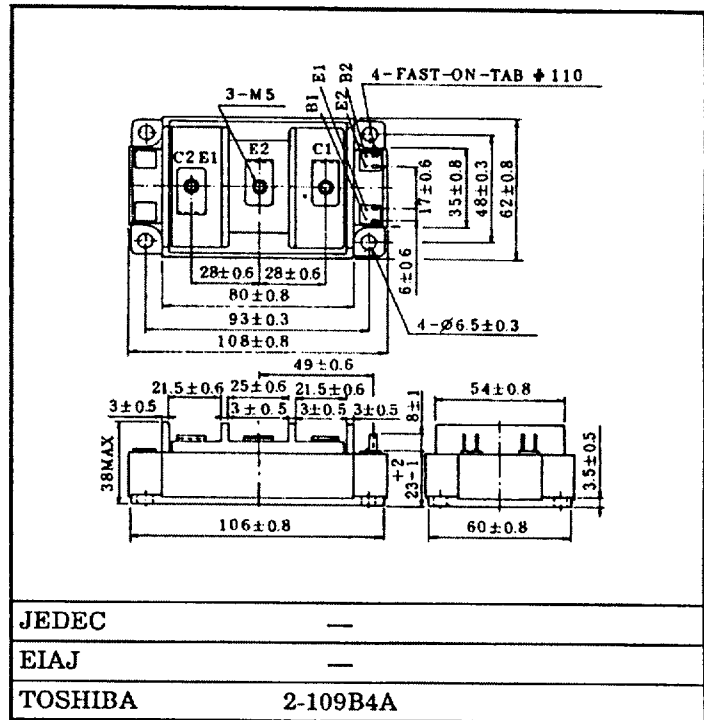 4-FAST-ON-TAB #110
3-M5
B1 E1
E2 B2
C2 E1 E2 C1
17±0.6
35±0.8
48±0.3
62±0.8
6±0.6
28±0.6 28±0.6
80±0.8
93±0.3
108±0.8
4-Ø6.5±0.3
49±0.6
21.5±0.6 25±0.6 21.5±0.6
3±0.5 3±0.5 3±0.5 3±0.5
8±1
54±0.8
38MAX
+2
23-1
3.5±0.5
106±0.8
60±0.8
JEDEC —
EIAJ —
TOSHIBA 2-109B4A